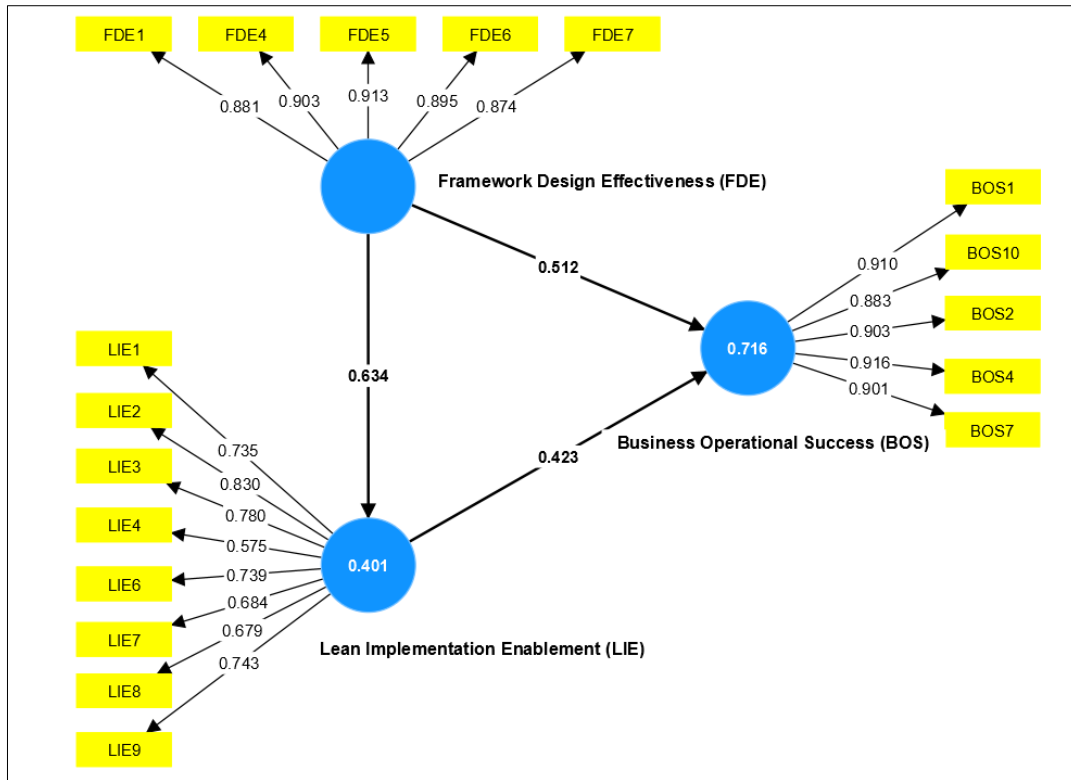 FDE1 FDE4 FDE5 FDE6 FDE7
0.881 0.903 0.913 0.895 0.874
Framework Design Effectiveness (FDE)
BOS1
BOS10
BOS2
BOS4
BOS7
0.910
0.883
0.903
0.916
0.901
0.512
0.716
Business Operational Success (BOS)
0.634
0.423
LIE1
LIE2
LIE3
LIE4
LIE6
LIE7
LIE8
LIE9
0.735
0.830
0.780
0.575
0.739
0.684
0.679
0.743
0.401
Lean Implementation Enablement (LIE)